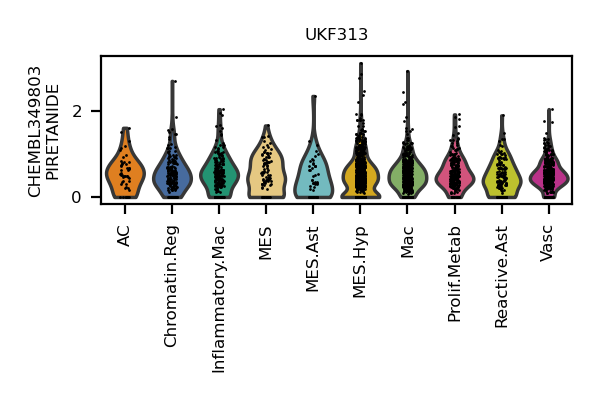 UKF313
CHEMBL349803
PIRETANIDE
2
0
AC
Chromatin.Reg
Inflammatory.Mac
MES
MES.Ast
MES.Hyp
Mac
Prolif.Metab
Reactive.Ast
Vasc